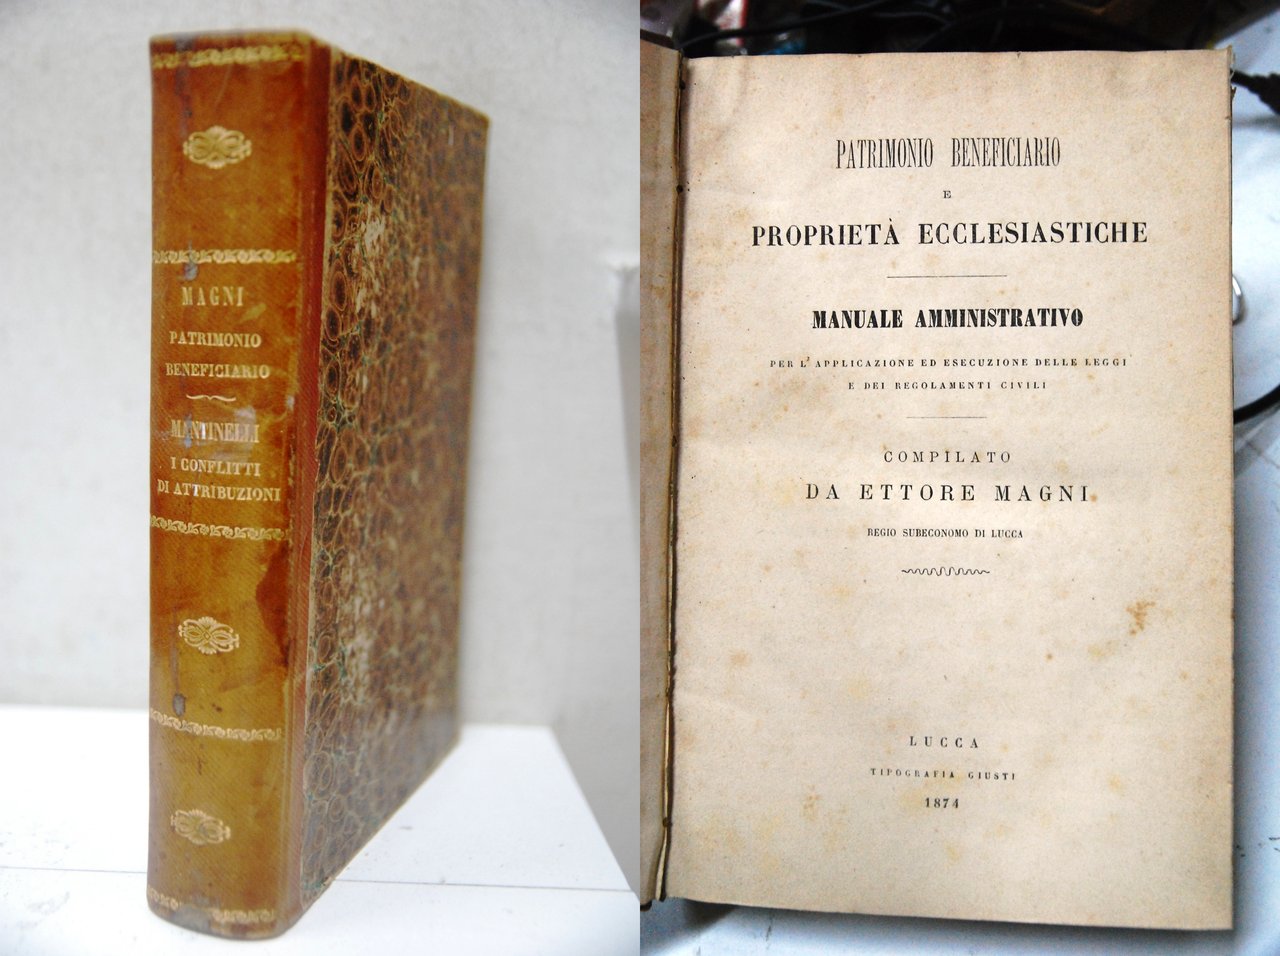 MAGNI
PATRIMONIO
BENEFICIARIO
MANTINELLI
I CONFLITTI
DI ATTRIBUZIONI
PATRIMONIO BENEFICIARIO
E
PROPRIETÀ ECCLESIASTICHE
MANUALE AMMINISTRATIVO
PER L'APPLICAZIONE ED ESECUZIONE DELLE LEGGI
E DEI REGOLAMENTI CIVILI
COMPILATO
DA ETTORE MAGNI
REGIO SUBECONOMO DI LUCCA
LUCCA
TIPOGRAFIA GIUSTI
1874